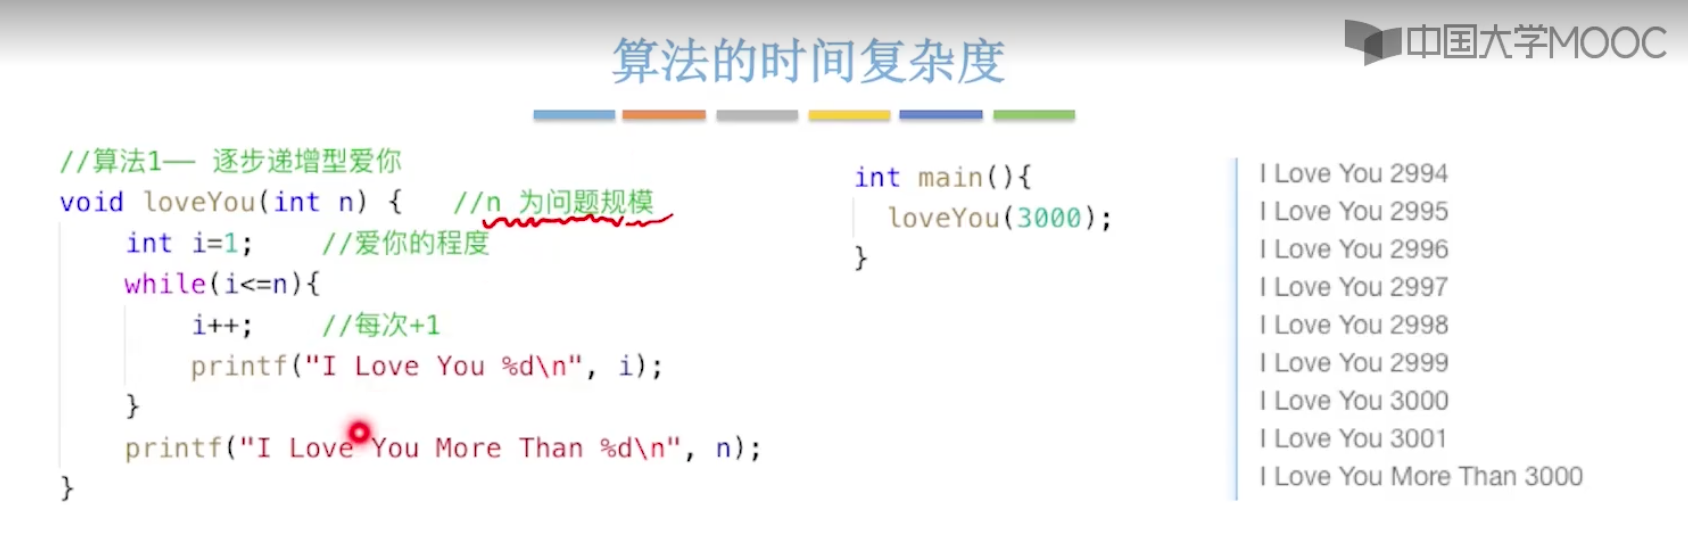 中国大学MOOC
算法的时间复杂度
//算法1—— 逐步递增型爱你
void loveYou(int n) {   //n 为问题规模
    int i=1;    //爱你的程度
    while(i<=n){
        i++;    //每次+1
        printf("I Love You %d\n", i);
    }
    printf("I Love You More Than %d\n", n);
}
int main(){
  loveYou(3000);
}
I Love You 2994
I Love You 2995
I Love You 2996
I Love You 2997
I Love You 2998
I Love You 2999
I Love You 3000
I Love You 3001
I Love You More Than 3000